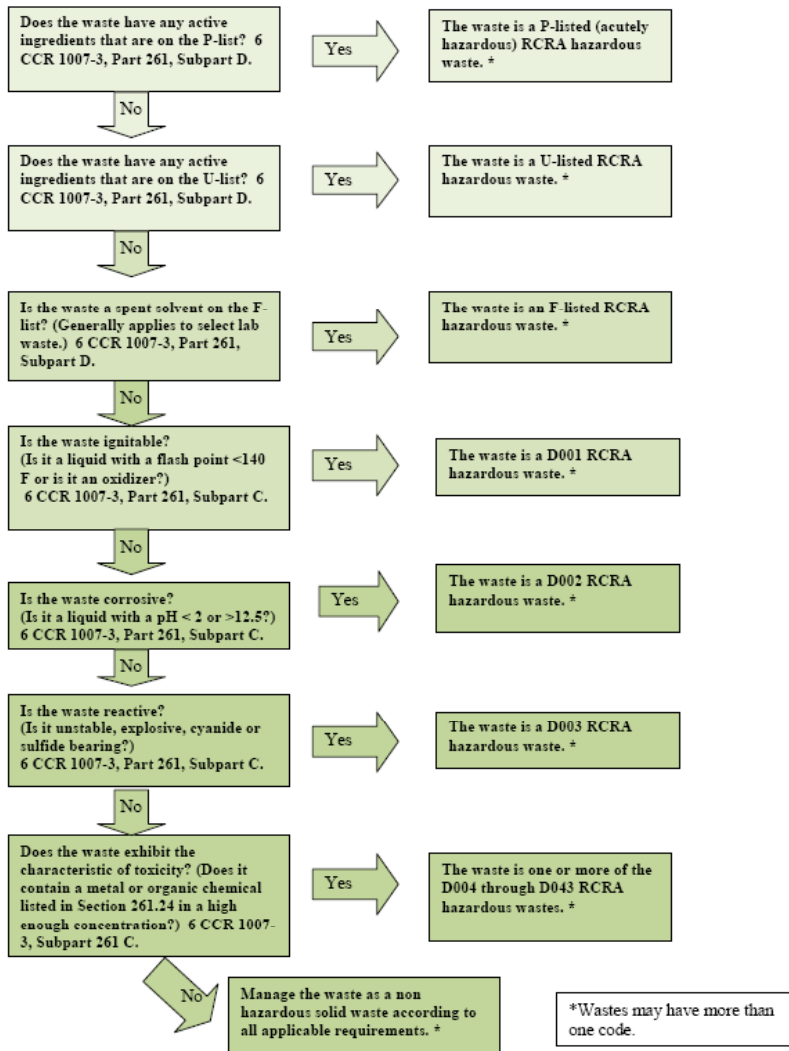 Does the waste have any active
ingredients that are on the P-list?  6
CCR 1007-3, Part 261, Subpart D.
Yes
The waste is a P-listed (acutely
hazardous) RCRA hazardous
waste. *
No
Does the waste have any active
ingredients that are on the U-list?  6
CCR 1007-3, Part 261, Subpart D.
Yes
The waste is a U-listed RCRA
hazardous waste. *
No
Is the waste a spent solvent on the F-
list? (Generally applies to select lab
waste.)  6 CCR 1007-3, Part 261,
Subpart D.
Yes
The waste is an F-listed RCRA
hazardous waste. *
No
Is the waste ignitable?
(Is it a liquid with a flash point <140
F or is it an oxidizer?)
6 CCR 1007-3, Part 261, Subpart C.
Yes
The waste is a D001 RCRA
hazardous waste. *
No
Is the waste corrosive?
(Is it a liquid with a pH < 2 or >12.5?)
6 CCR 1007-3, Part 261, Subpart C.
Yes
The waste is a D002 RCRA
hazardous waste. *
No
Is the waste reactive?
(Is it unstable, explosive, cyanide or
sulfide bearing?)
6 CCR 1007-3, Part 261, Subpart C.
Yes
The waste is a D003 RCRA
hazardous waste. *
No
Does the waste exhibit the
characteristic of toxicity? (Does it
contain a metal or organic chemical
listed in Section 261.24 in a high
enough concentration?)  6 CCR 1007-
3, Subpart 261 C.
Yes
The waste is one or more of the
D004 through D043 RCRA
hazardous wastes. *
No
Manage the waste as a non
hazardous solid waste according to
all applicable requirements. *
*Wastes may have more than
one code.